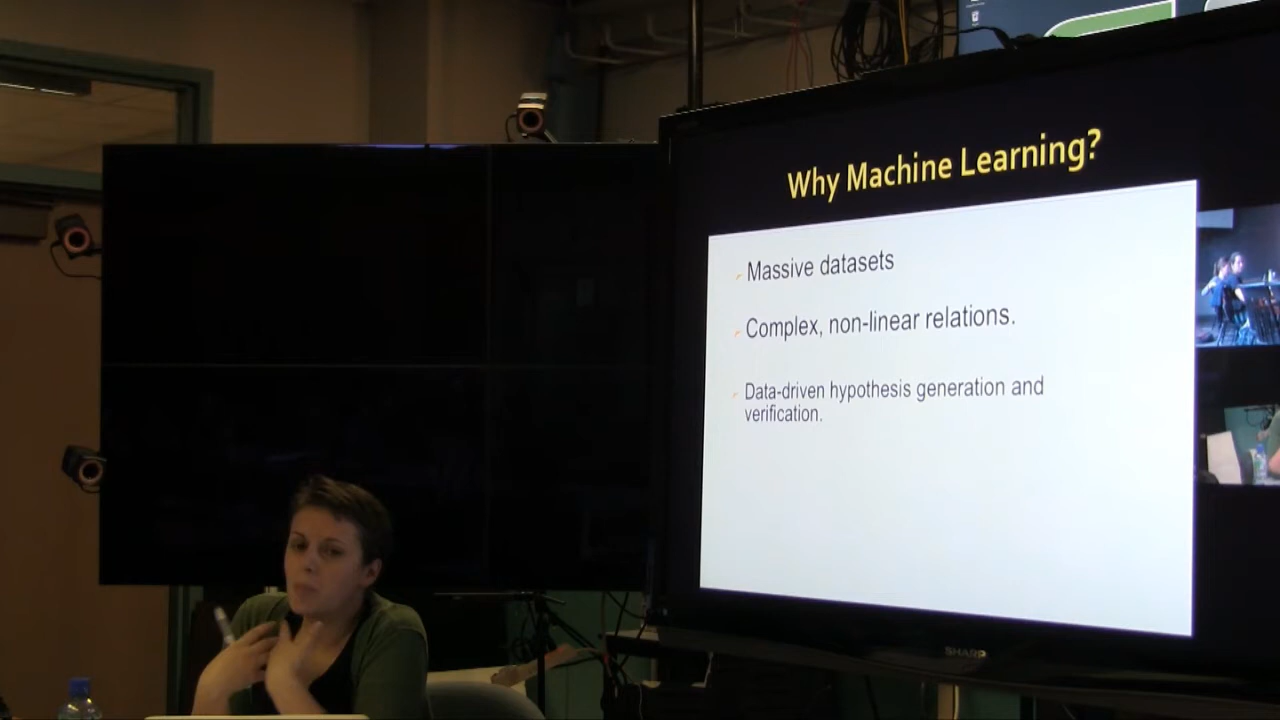 Why Machine Learning?
Massive datasets
Complex, non-linear relations.
Data-driven hypothesis generation and
verification.
SHARP